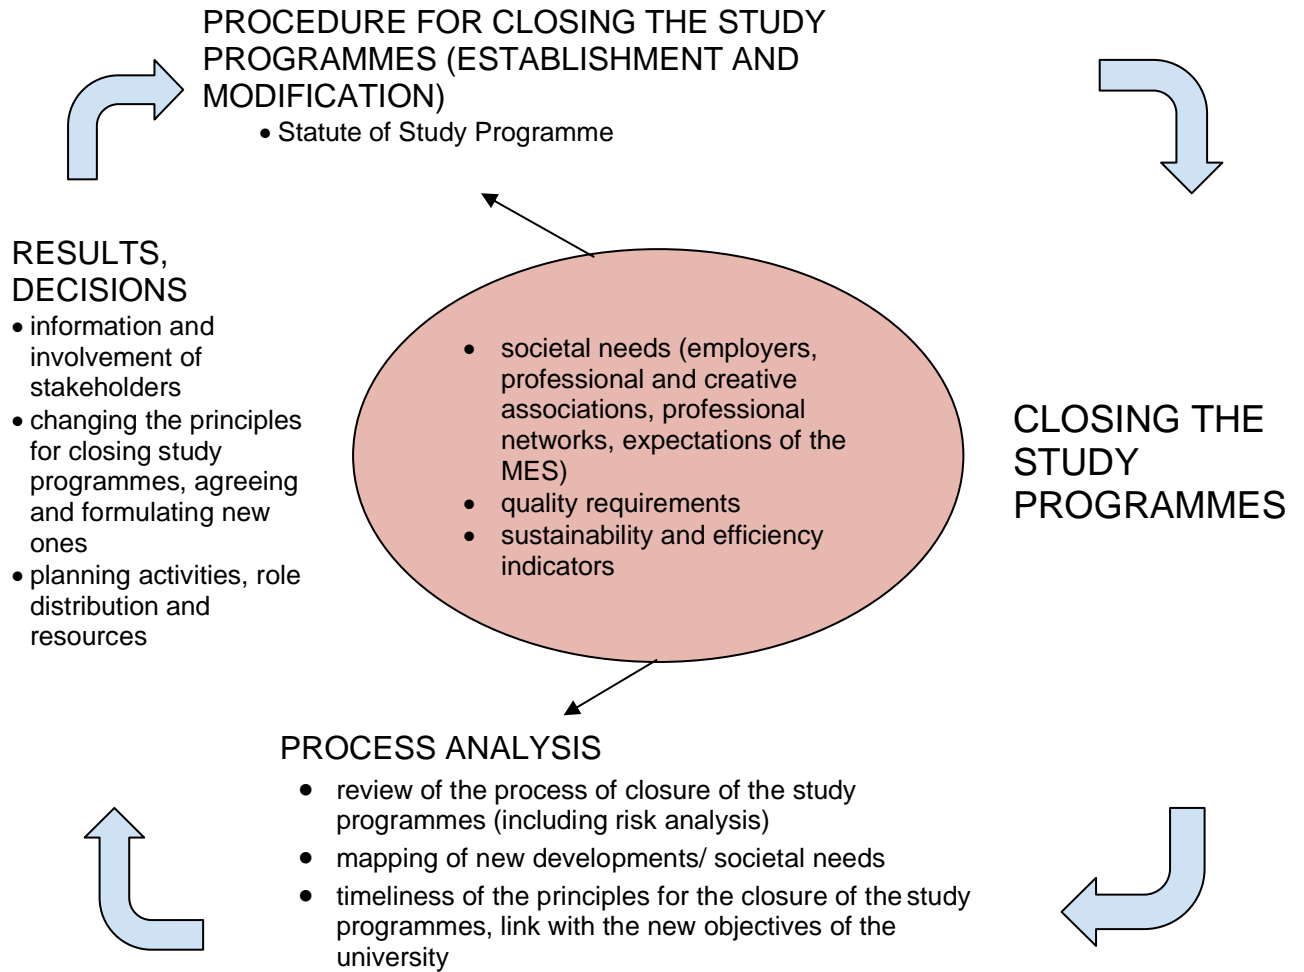 PROCEDURE FOR CLOSING THE STUDY
PROGRAMMES (ESTABLISHMENT AND
MODIFICATION)
• Statute of Study Programme
RESULTS,
DECISIONS
• information and
involvement of
stakeholders
• changing the principles
for closing study
programmes, agreeing
and formulating new
ones
• planning activities, role
distribution and
resources
• societal needs (employers,
professional and creative
associations, professional
networks, expectations of the
MES)
• quality requirements
• sustainability and efficiency
indicators
CLOSING THE
STUDY
PROGRAMMES
PROCESS ANALYSIS
• review of the process of closure of the study
programmes (including risk analysis)
• mapping of new developments/ societal needs
• timeliness of the principles for the closure of the study
programmes, link with the new objectives of the
university